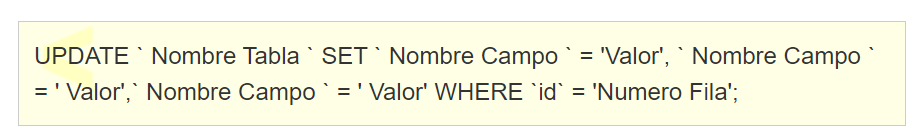 UPDATE ` Nombre Tabla ` SET ` Nombre Campo ` = 'Valor', ` Nombre Campo `
= ' Valor',` Nombre Campo ` = ' Valor' WHERE `id` = 'Numero Fila';